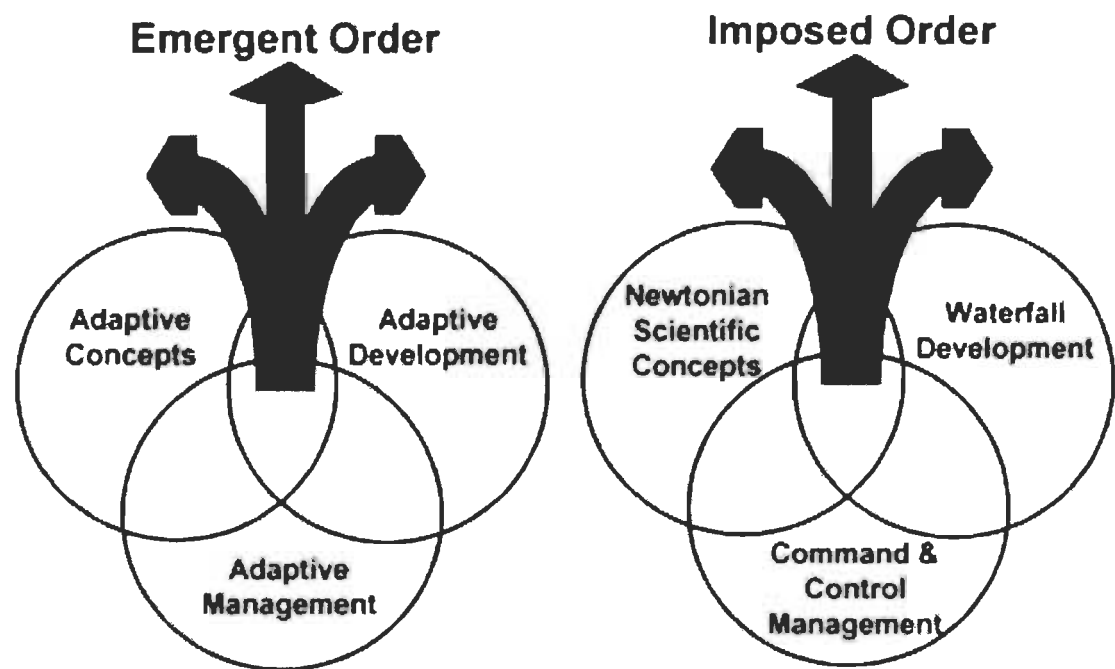 Emergent Order
Adaptive
Concepts
Adaptive
Development
Adaptive
Management
Imposed Order
Newtonian
Scientific
Concepts
Waterfall
Development
Command &
Control
Management